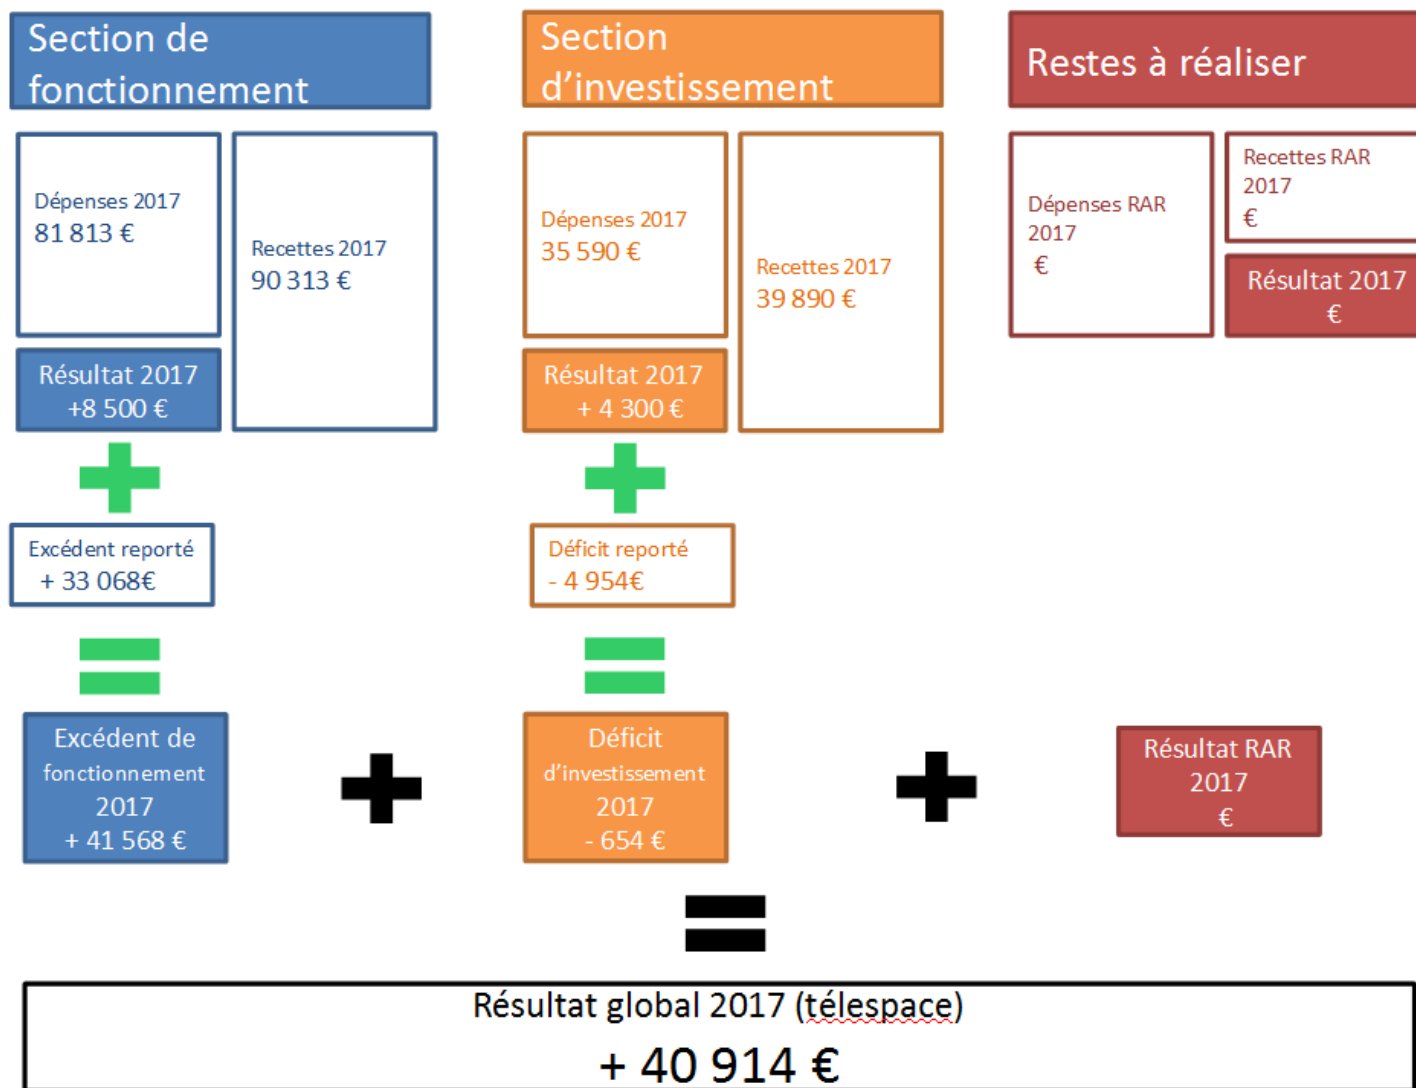 Section de
fonctionnement
Dépenses 2017
81 813 €
Recettes 2017
90 313 €
Résultat 2017
+8 500 €
Excédent reporté
+ 33 068€
Excédent de
fonctionnement
2017
+ 41 568 €
Section
d’investissement
Dépenses 2017
35 590 €
Recettes 2017
39 890 €
Résultat 2017
+ 4 300 €
Déficit reporté
- 4 954€
Déficit
d’investissement
2017
- 654 €
Restes à réaliser
Dépenses RAR
2017
€
Recettes RAR
2017
€
Résultat 2017
€
Résultat RAR
2017
€
Résultat global 2017 (télespace)
+ 40 914 €